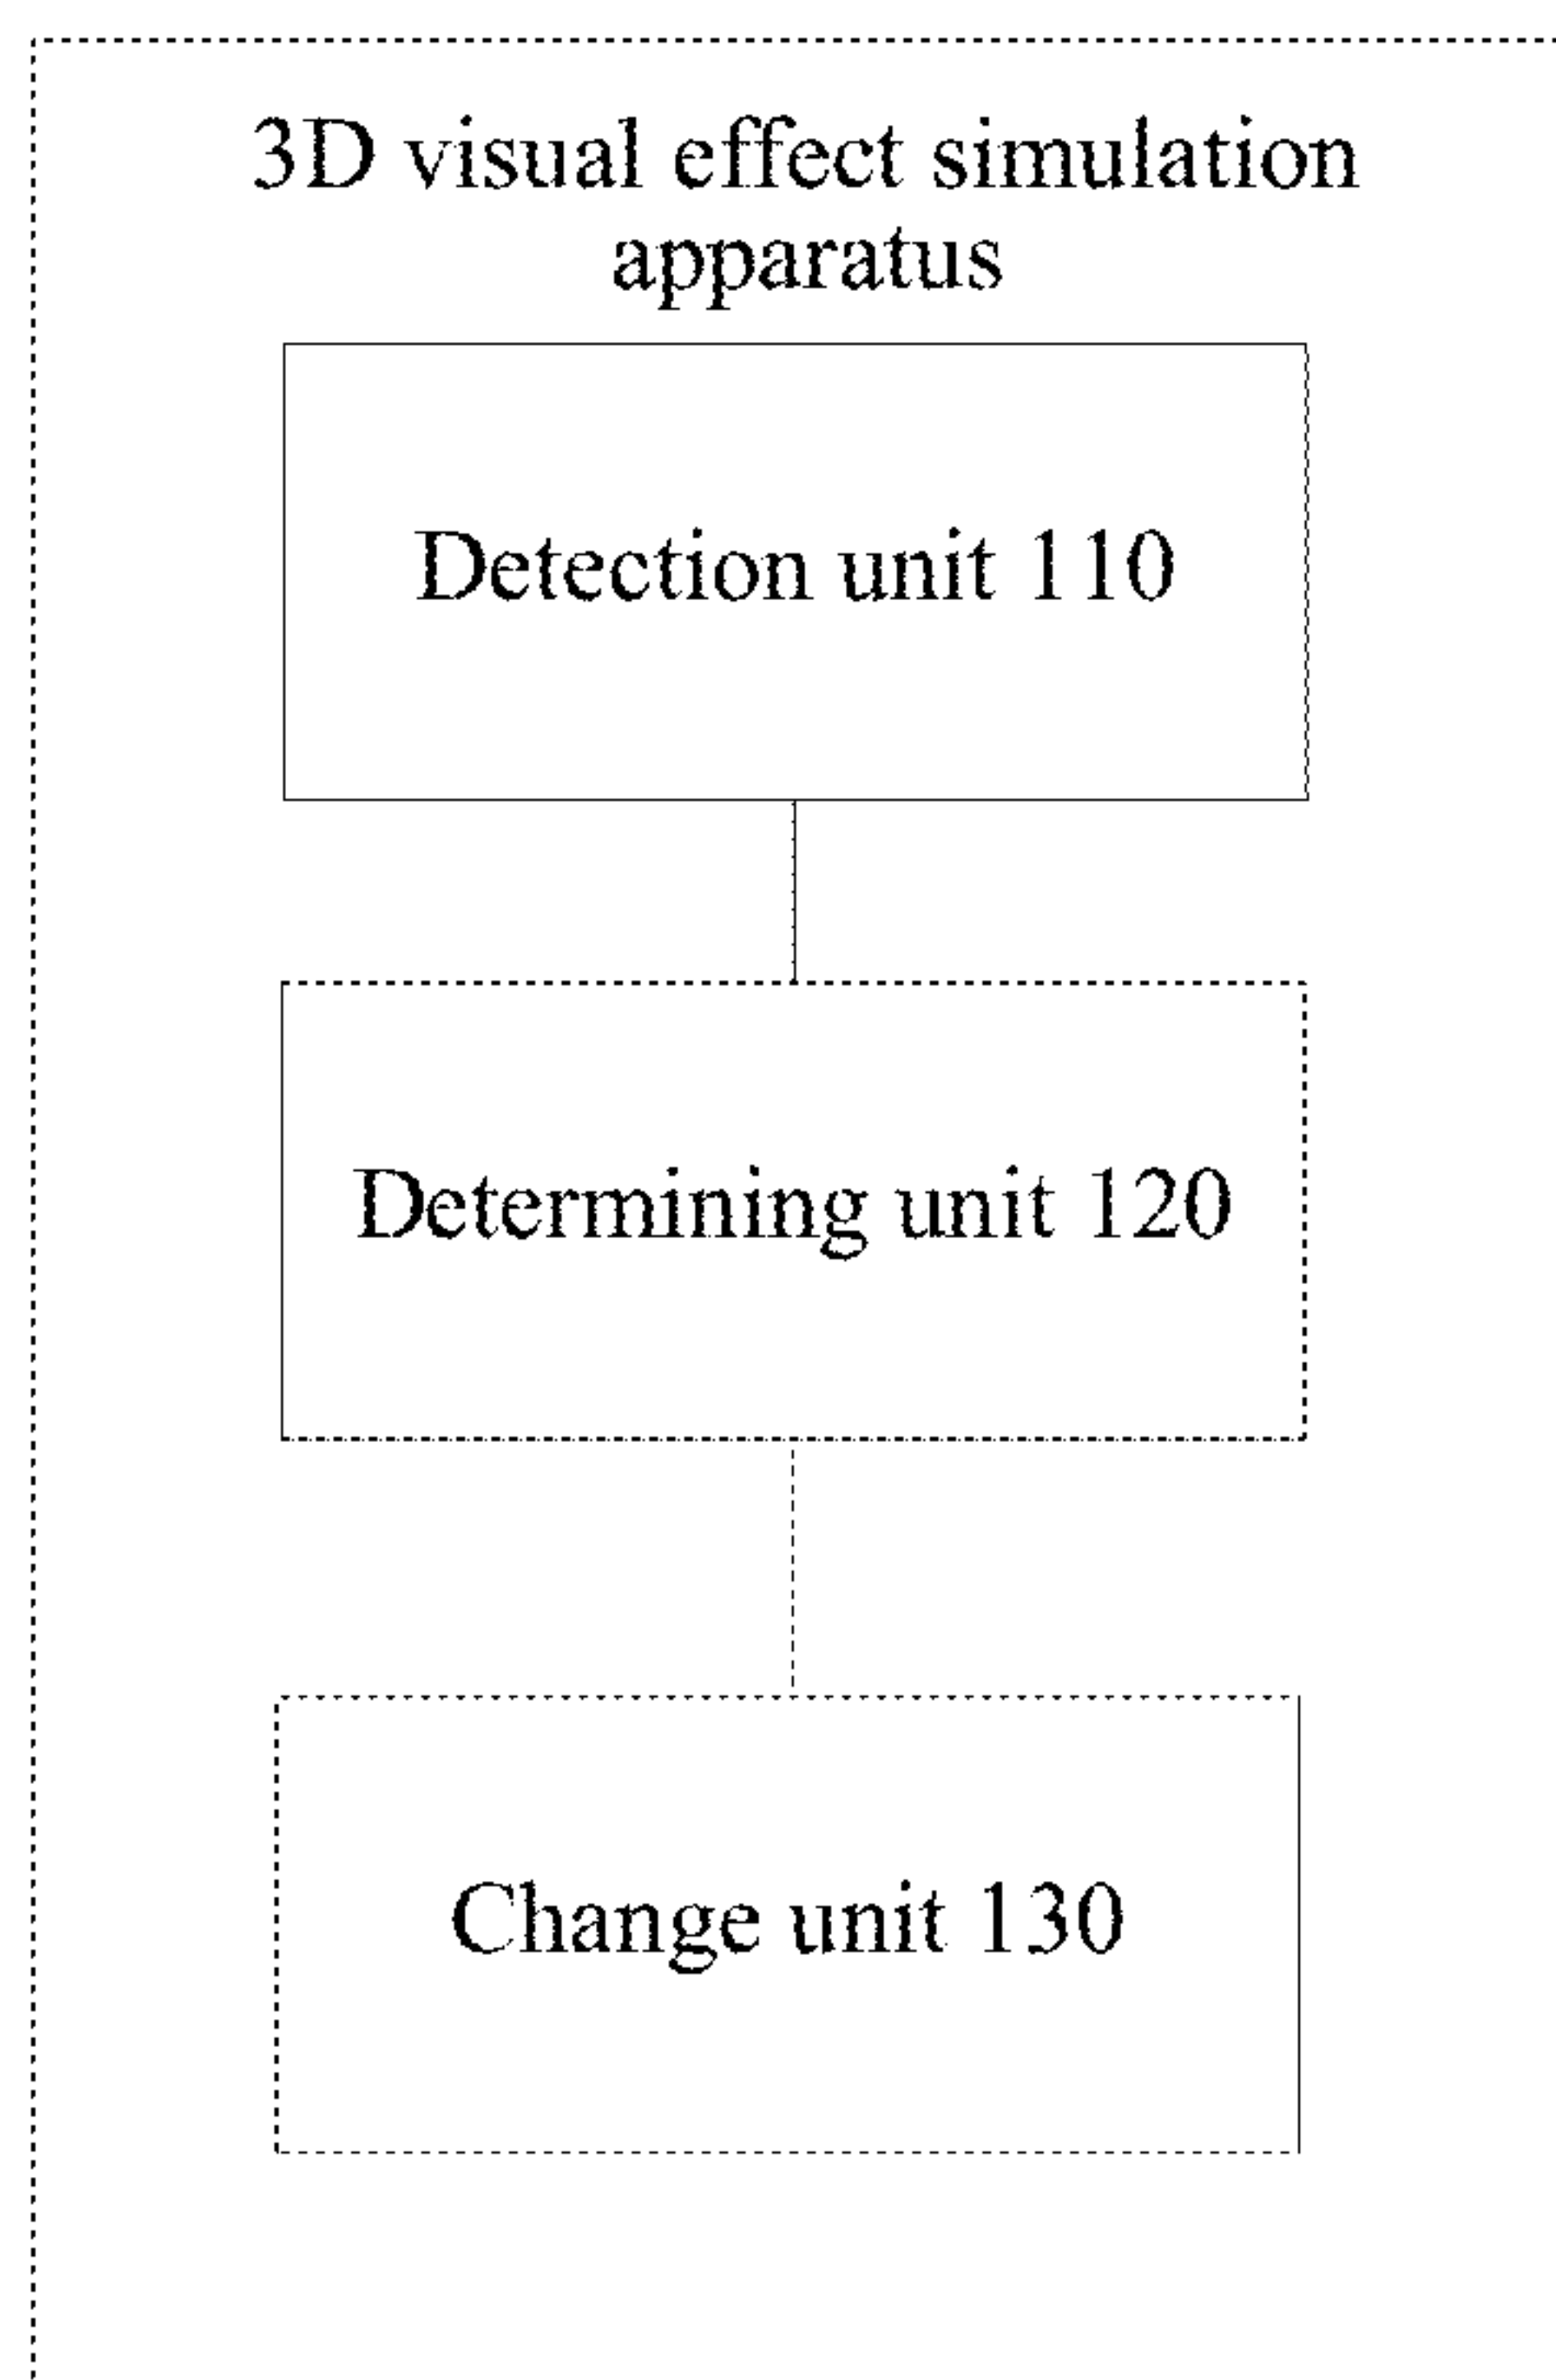 3D visual effect simulation
apparatus
Detection unit 110
Determining unit 120
Change unit 130